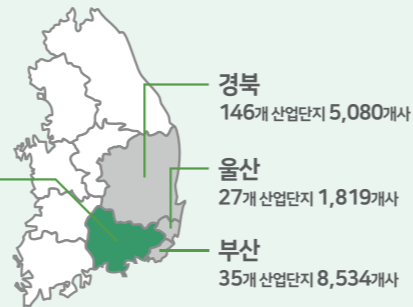 경북
146개 산업단지 5,080개사
울산
27개 산업단지 1,819개사
부산
35개 산업단지 8,534개사